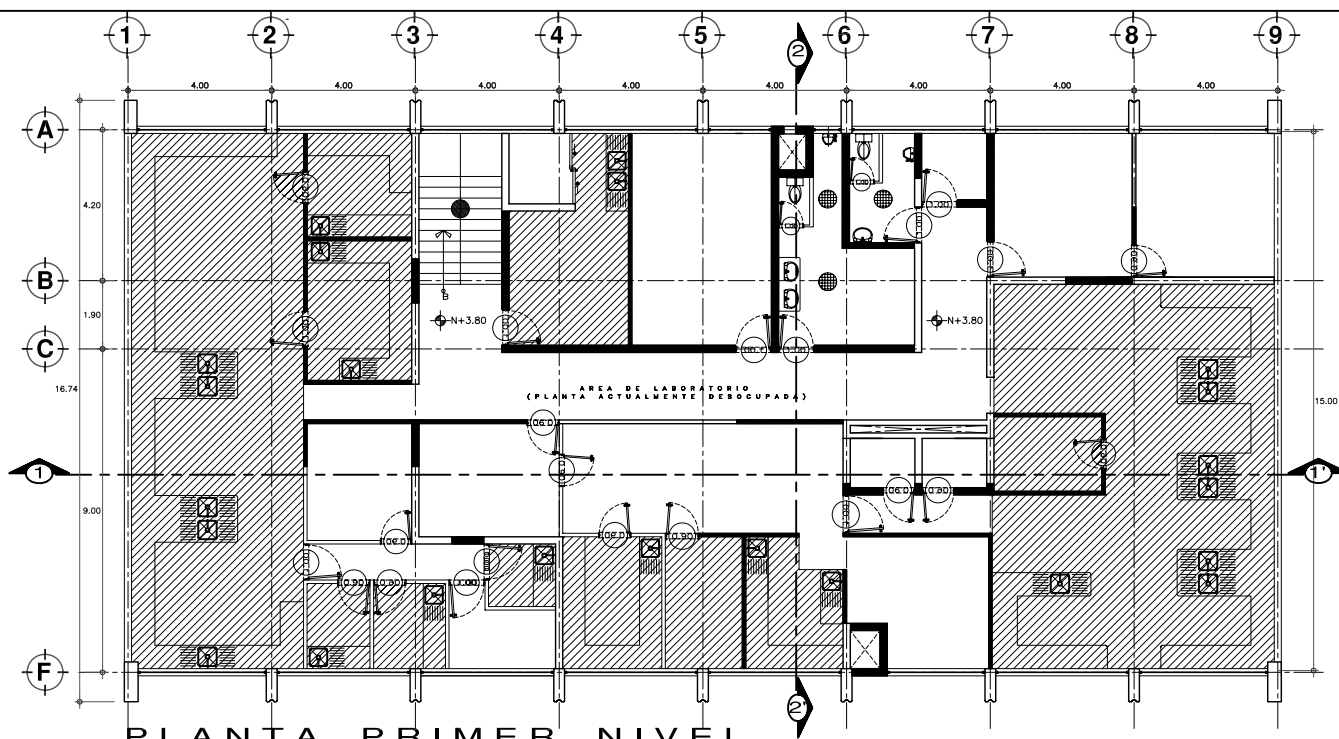 1 2 3 4 5 6 7 8 9
2
4.00 4.00 4.00 4.00 4.00 4.00 4.00 4.00
A
4.20
B
N+3.80 N+3.80
1.90
C
16.74
AREA DE LABORATORIO
(PLANTA ACTUALMENTE DESOCUPADA)
15.00
1 1'
9.00
F
2'
PLANTA PRIMER NIVEL